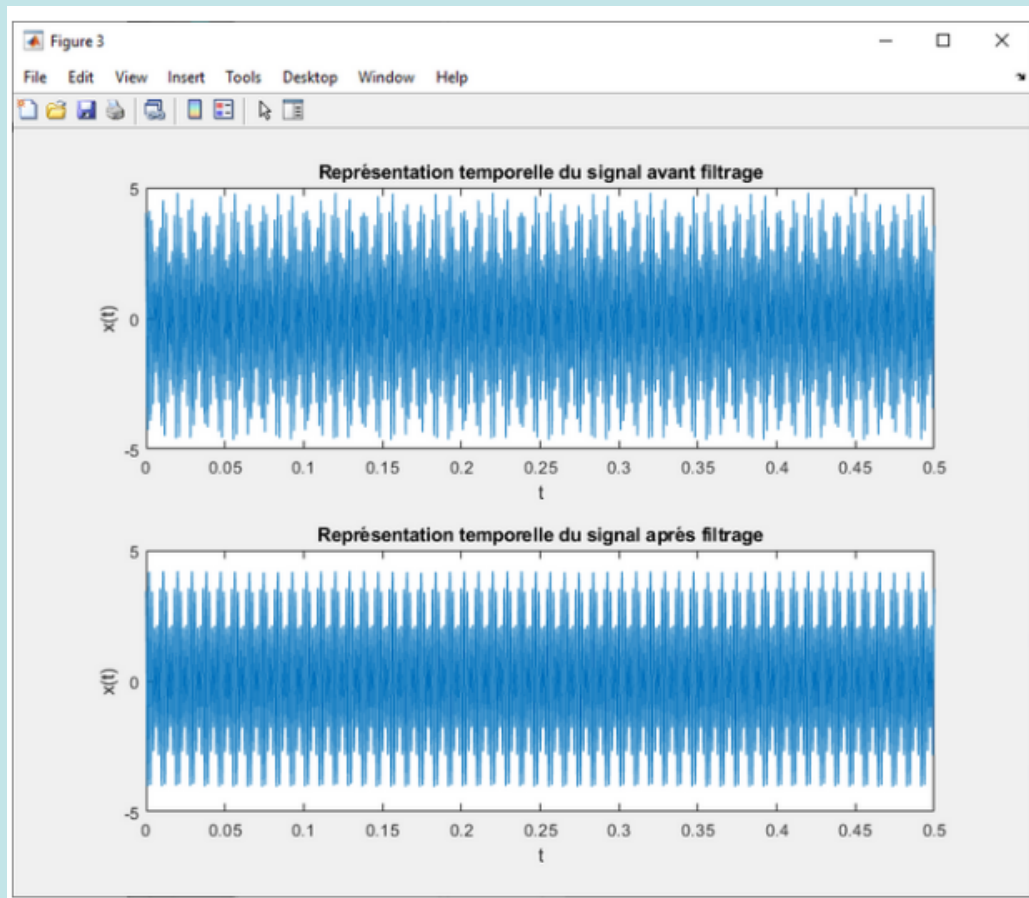 Figure 3
File Edit View Insert Tools Desktop Window Help
Représentation temporelle du signal avant filtrage
5
x(t)
0
-5
0 0.05 0.1 0.15 0.2 0.25 0.3 0.35 0.4 0.45 0.5
t
Représentation temporelle du signal après filtrage
5
x(t)
0
-5
0 0.05 0.1 0.15 0.2 0.25 0.3 0.35 0.4 0.45 0.5
t